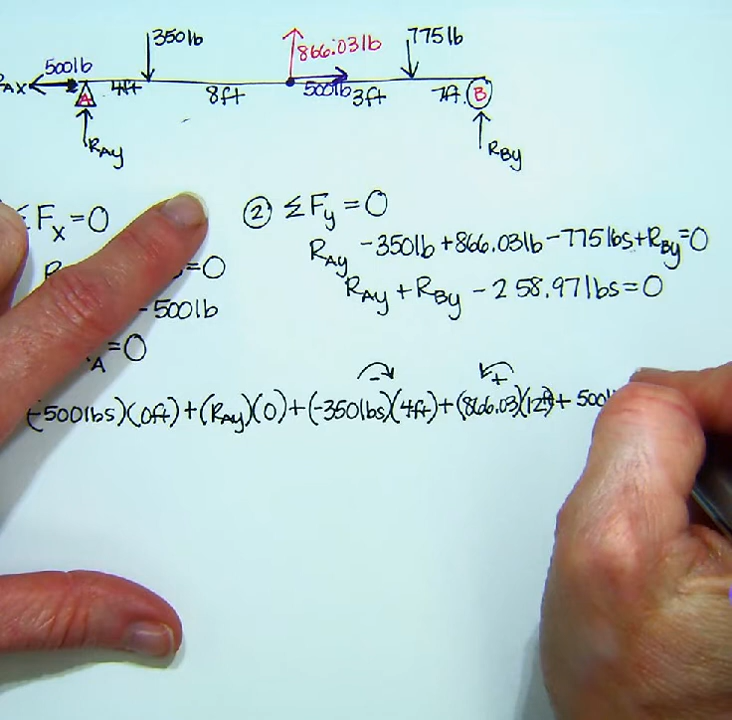 350lb
866.03lb
775lb
500lb
AX
A
4ft
8ft
500lb
3ft
7ft.
B
RAy
RBy
ΣFx=0
② ΣFy=0
RAy-350lb+866.03lb-775lbs+RBy=0
=0
RAy+RBy-258.97lbs=0
-500lb
A=0
- +
(-500lbs)(0ft)+(RAy)(0)+(-350lbs)(4ft)+(866.03)(12ft)+500